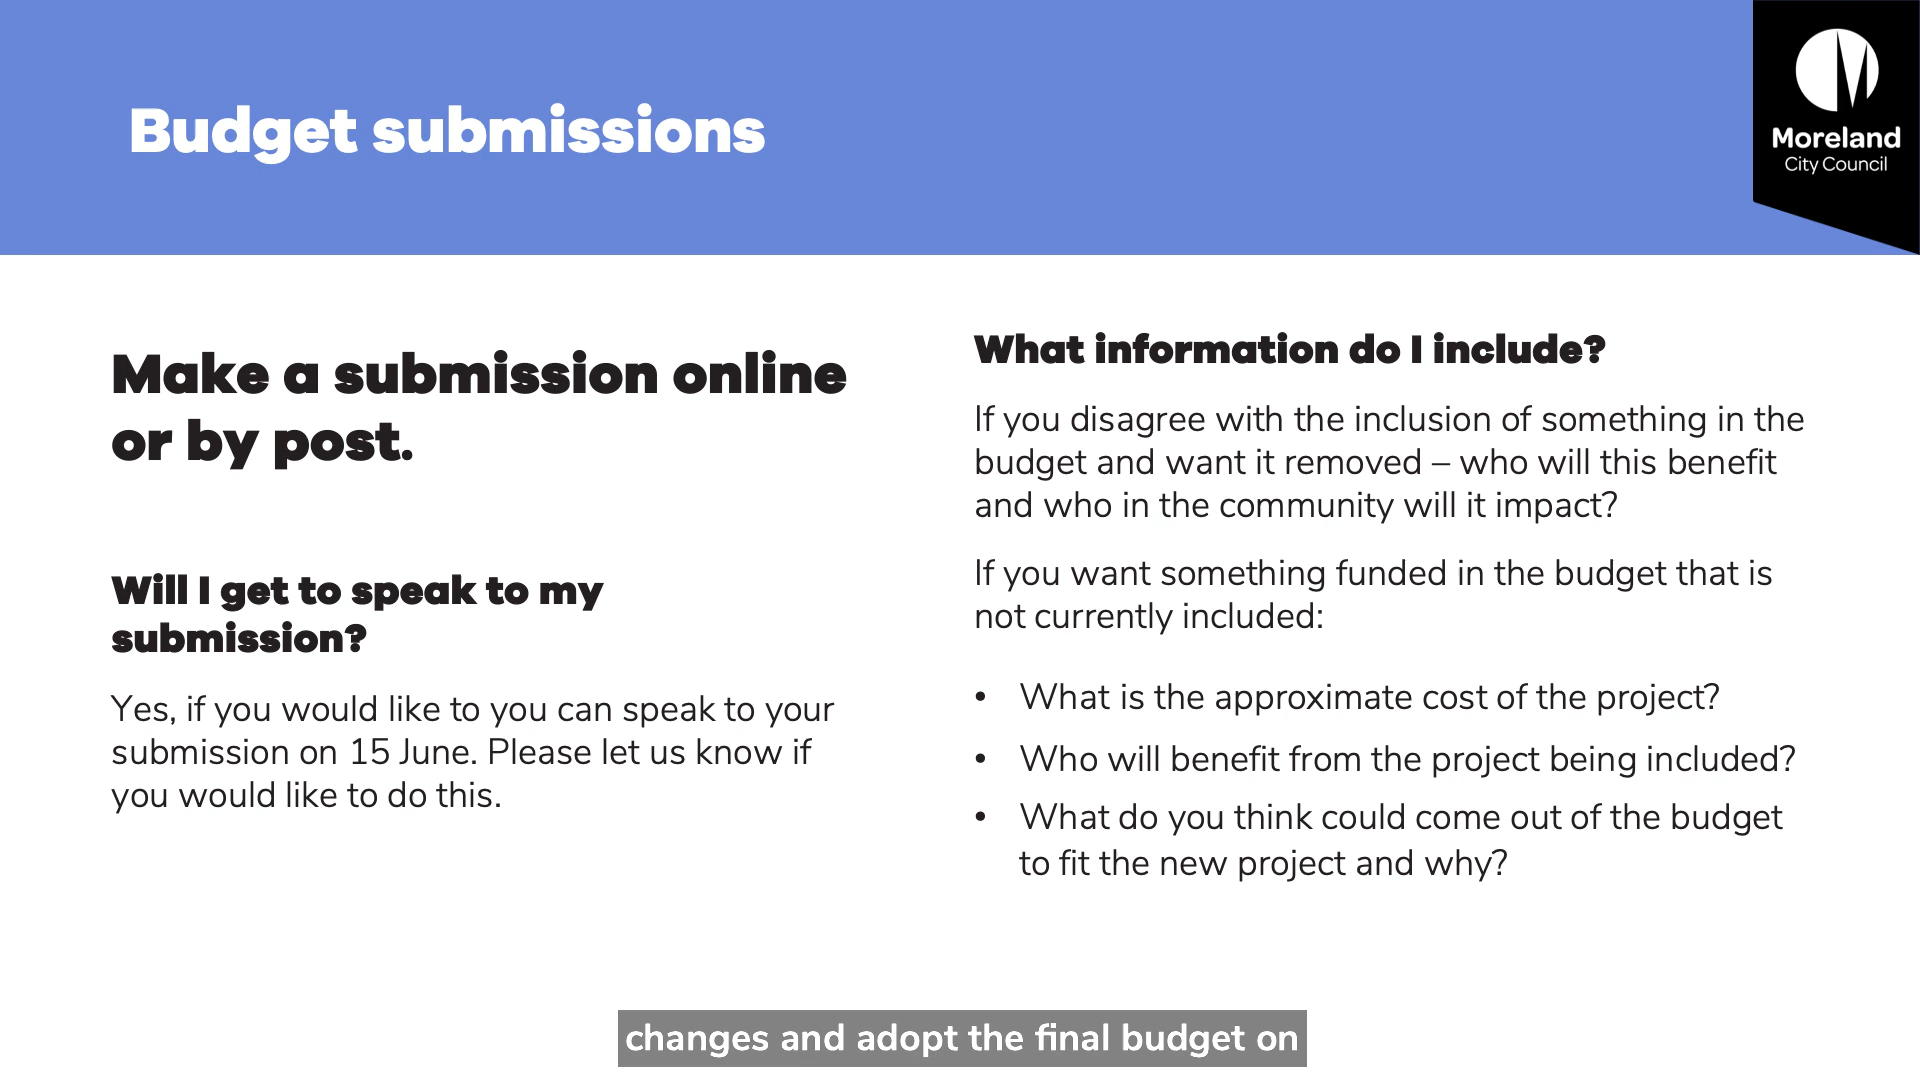 Budget submissions
Moreland
City Council
Make a submission online
or by post.
Will I get to speak to my
submission?
Yes, if you would like to you can speak to your
submission on 15 June. Please let us know if
you would like to do this.
What information do I include?
If you disagree with the inclusion of something in the
budget and want it removed – who will this benefit
and who in the community will it impact?
If you want something funded in the budget that is
not currently included:
• What is the approximate cost of the project?
• Who will benefit from the project being included?
• What do you think could come out of the budget
to fit the new project and why?
changes and adopt the final budget on